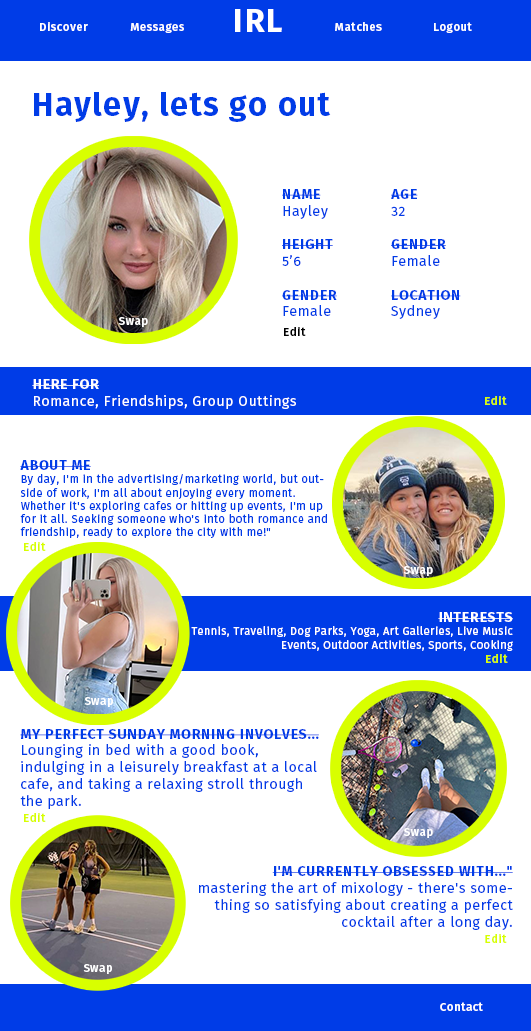 Discover Messages IRL Matches Logout
Hayley, lets go out
NAME AGE
Hayley 32
HEIGHT GENDER
5'6 Female
GENDER LOCATION
Female Sydney
Edit
Swap
HERE FOR
Romance, Friendships, Group Outtings
Edit
ABOUT ME
By day, I'm in the advertising/marketing world, but out-
side of work, I'm all about enjoying every moment.
Whether it's exploring cafes or hitting up events, I'm up
for it all. Seeking someone who's into both romance and
friendship, ready to explore the city with me!"
Edit
Swap
INTERESTS
Tennis, Traveling, Dog Parks, Yoga, Art Galleries, Live Music
Events, Outdoor Activities, Sports, Cooking
Edit
Swap
MY PERFECT SUNDAY MORNING INVOLVES...
Lounging in bed with a good book,
indulging in a leisurely breakfast at a local
cafe, and taking a relaxing stroll through
the park.
Edit
Swap
I'M CURRENTLY OBSESSED WITH..."
mastering the art of mixology - there's some-
thing so satisfying about creating a perfect
cocktail after a long day.
Edit
Swap
Contact